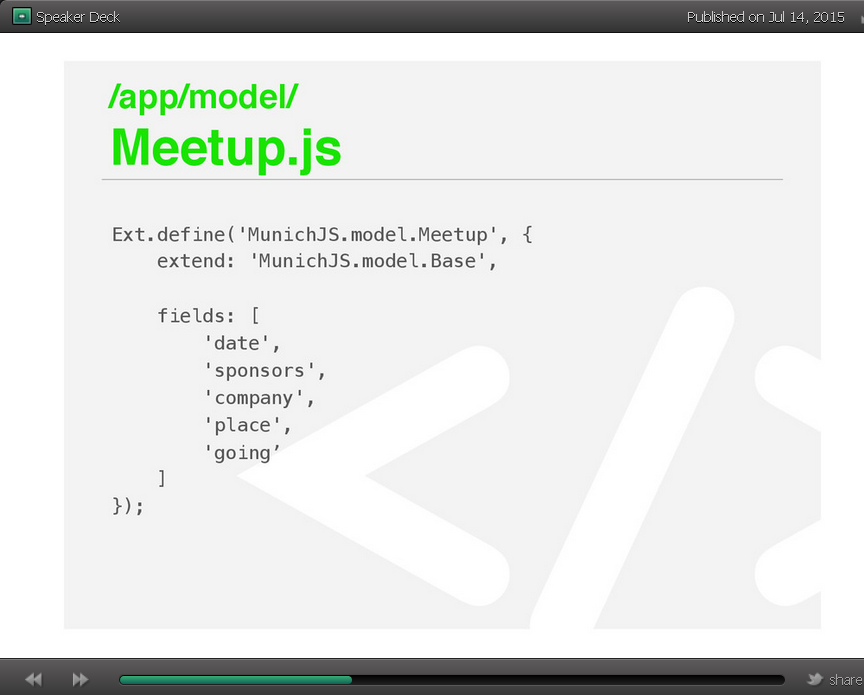 Speaker Deck
Published on Jul 14, 2015
/app/model/
Meetup.js
Ext.define('MunichJS.model.Meetup', {
    extend: 'MunichJS.model.Base',
    fields: [
        'date',
        'sponsors',
        'company',
        'place',
        'going’
    ]
});
share